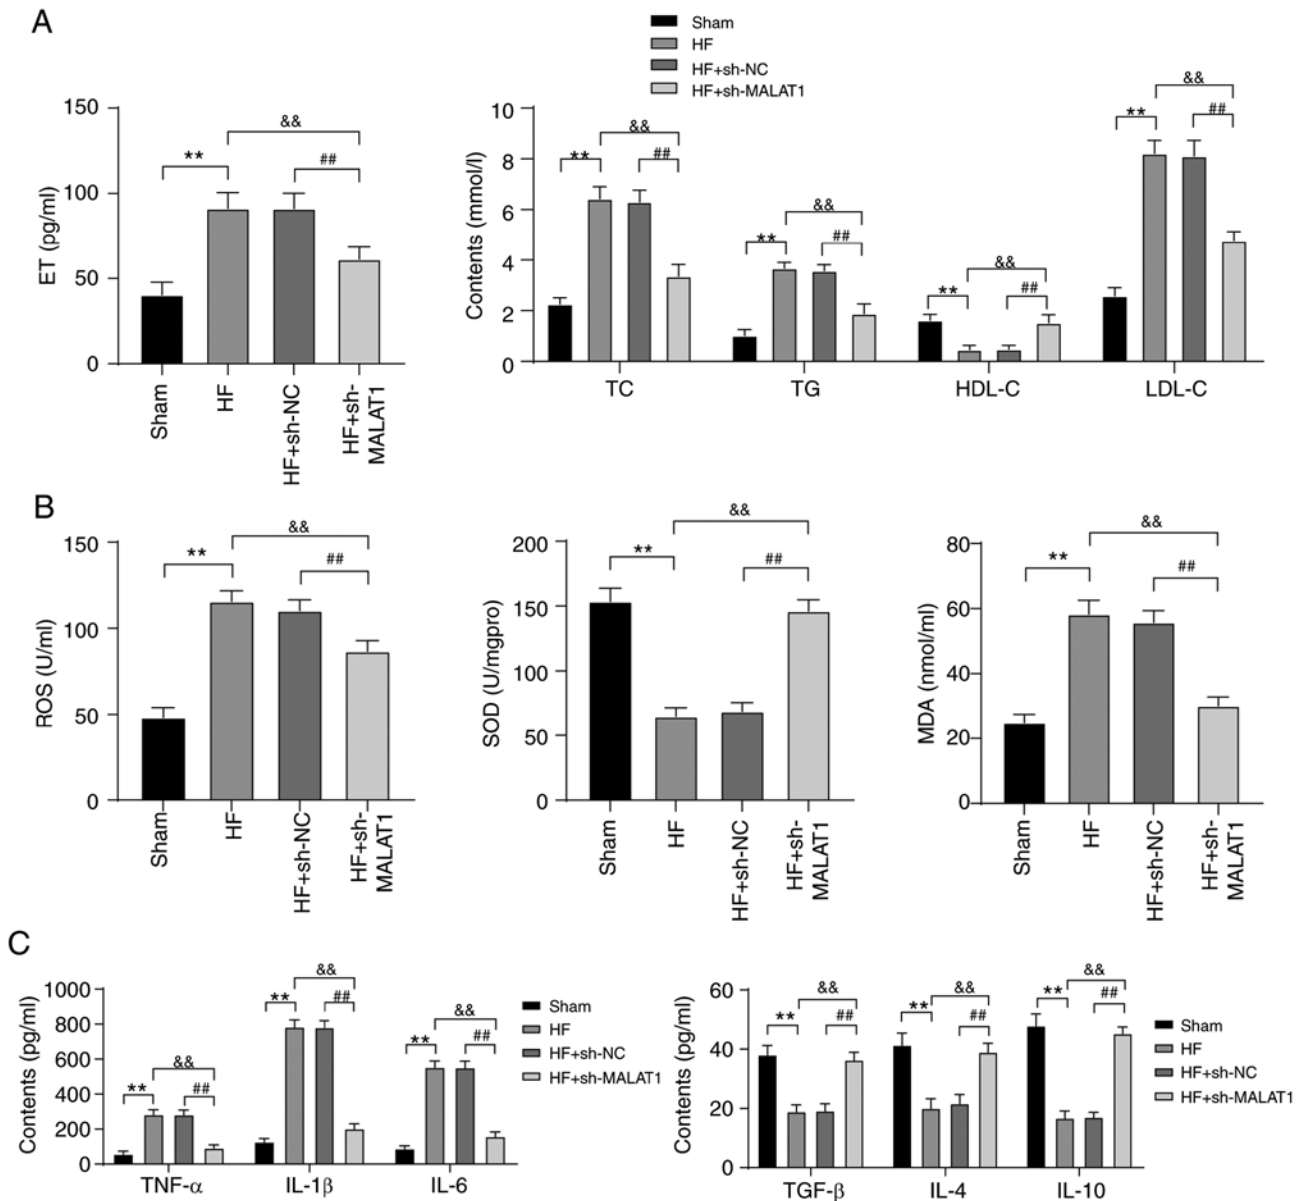 A
Sham
HF
HF+sh-NC
HF+sh-MALAT1
ET (pg/ml)
150
100
50
0
**
&&
##
Sham
HF
HF+sh-NC
HF+sh-
MALAT1
Contents (mmol/l)
10
8
6
4
2
0
**
&&
##
**
&&
##
**
&&
##
**
&&
##
TC
TG
HDL-C
LDL-C
B
ROS (U/ml)
150
100
50
0
**
&&
##
Sham
HF
HF+sh-NC
HF+sh-
MALAT1
SOD (U/mgpro)
200
150
100
50
0
**
&&
##
Sham
HF
HF+sh-NC
HF+sh-
MALAT1
MDA (nmol/ml)
80
60
40
20
0
**
&&
##
Sham
HF
HF+sh-NC
HF+sh-
MALAT1
C
Contents (pg/ml)
1000
800
600
400
200
0
**
&&
##
**
&&
##
**
&&
##
TNF-α
IL-1β
IL-6
Sham
HF
HF+sh-NC
HF+sh-MALAT1
Contents (pg/ml)
60
40
20
0
**
&&
##
**
&&
##
**
&&
##
TGF-β
IL-4
IL-10
Sham
HF
HF+sh-NC
HF+sh-MALAT1